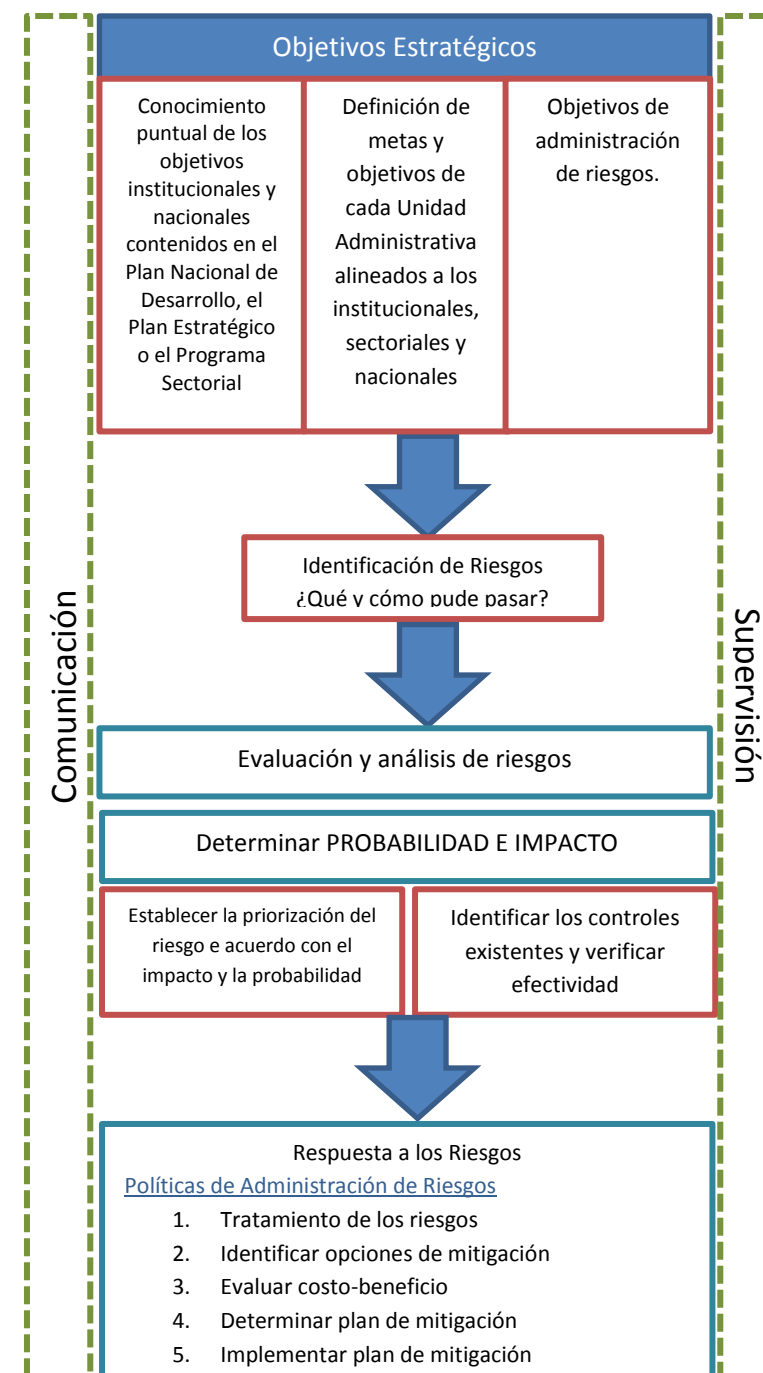 Objetivos Estratégicos
Conocimiento
puntual de los
objetivos
institucionales y
nacionales
contenidos en el
Plan Nacional de
Desarrollo, el
Plan Estratégico
o el Programa
Sectorial
Definición de
metas y
objetivos de
cada Unidad
Administrativa
alineados a los
institucionales,
sectoriales y
nacionales
Objetivos de
administración
de riesgos.
Identificación de Riesgos
¿Qué y cómo pude pasar?
Comunicación
Supervisión
Evaluación y análisis de riesgos
Determinar PROBABILIDAD E IMPACTO
Establecer la priorización del
riesgo e acuerdo con el
impacto y la probabilidad
Identificar los controles
existentes y verificar
efectividad
Respuesta a los Riesgos
Políticas de Administración de Riesgos
1. Tratamiento de los riesgos
2. Identificar opciones de mitigación
3. Evaluar costo-beneficio
4. Determinar plan de mitigación
5. Implementar plan de mitigación